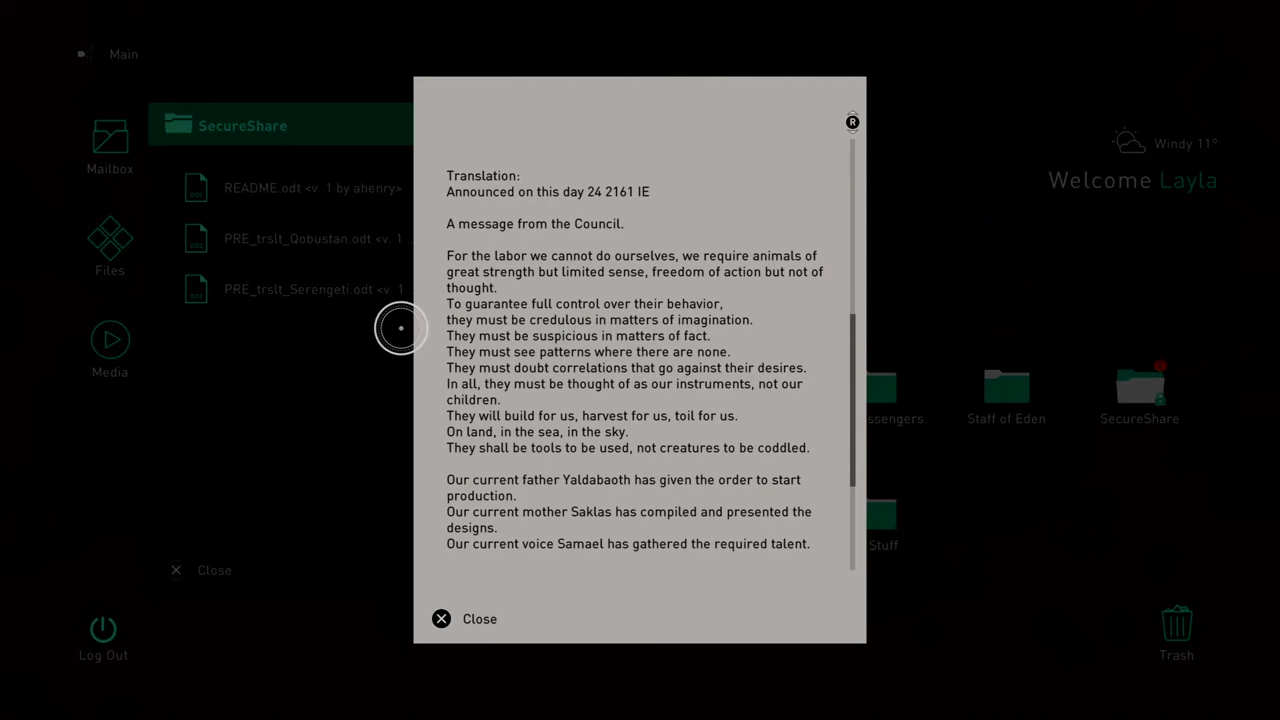 Main
SecureShare
Mailbox
README.odt <v. 1 by ahenry>
PRE_trslt_Qobustan.odt <v. 1 ..
Files
PRE_trslt_Serengeti.odt <v. 1
Media
Close
Log Out
R
Translation:
Announced on this day 24 2161 IE
A message from the Council.
For the labor we cannot do ourselves, we require animals of
great strength but limited sense, freedom of action but not of
thought.
To guarantee full control over their behavior,
they must be credulous in matters of imagination.
They must be suspicious in matters of fact.
They must see patterns where there are none.
They must doubt correlations that go against their desires.
In all, they must be thought of as our instruments, not our
children.
They will build for us, harvest for us, toil for us.
On land, in the sea, in the sky.
They shall be tools to be used, not creatures to be coddled.
Our current father Yaldabaoth has given the order to start
production.
Our current mother Saklas has compiled and presented the
designs.
Our current voice Samael has gathered the required talent.
Close
Windy 11°
Welcome Layla
ssengers
Staff of Eden
SecureShare
Stuff
Trash